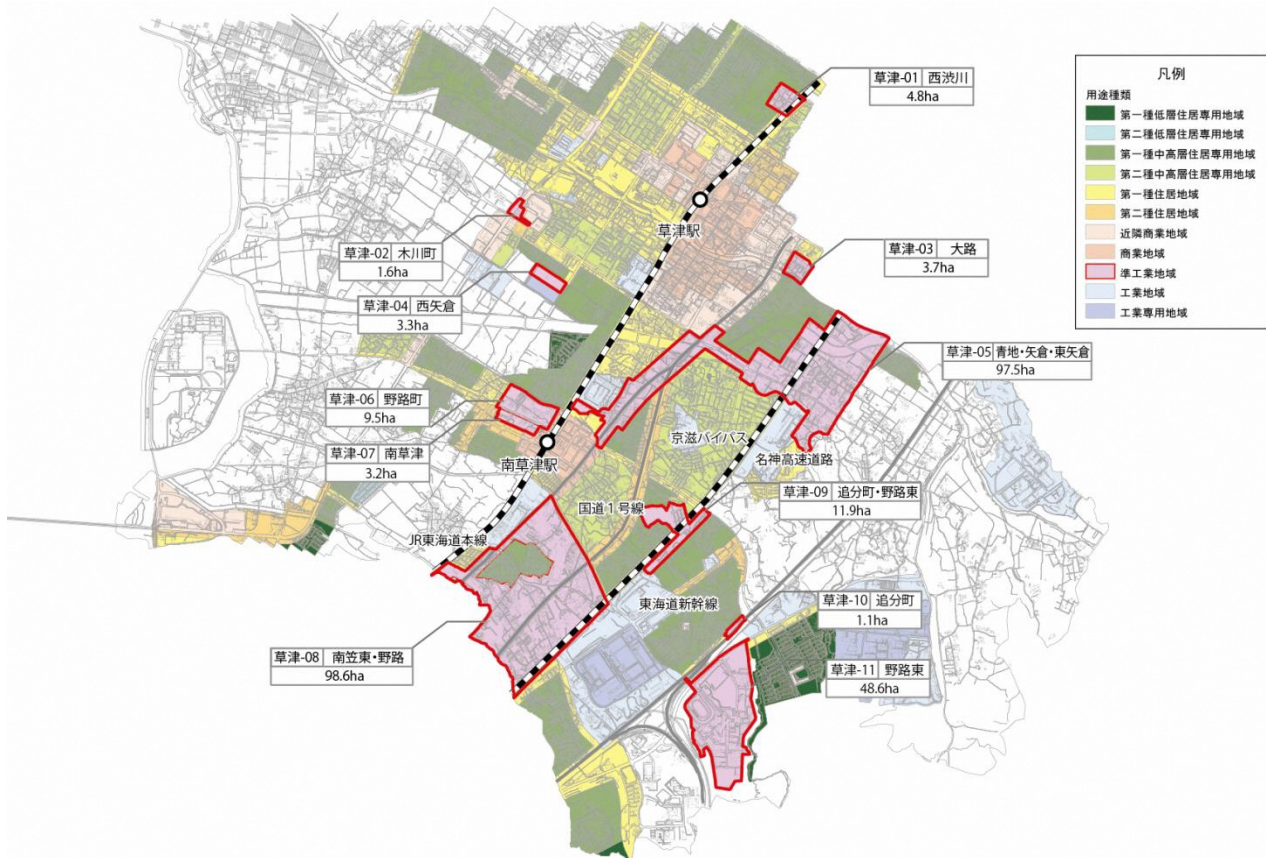 草津-01 西渋川
4.8ha
凡例
用途種類
第一種低層住居専用地域
第二種低層住居専用地域
第一種中高層住居専用地域
第二種中高層住居専用地域
第一種住居地域
第二種住居地域
近隣商業地域
商業地域
準工業地域
工業地域
工業専用地域
草津駅
草津-02 木川町
1.6ha
草津-03 大路
3.7ha
草津-04 西矢倉
3.3ha
草津-05 青地・矢倉・東矢倉
97.5ha
草津-06 野路町
9.5ha
草津-07 南草津
3.2ha
南草津駅
京滋バイパス
名神高速道路
草津-09 追分町・野路東
11.9ha
国道1号線
JR東海道本線
東海道新幹線
草津-10 追分町
1.1ha
草津-08 南笠東・野路
98.6ha
草津-11 野路東
48.6ha